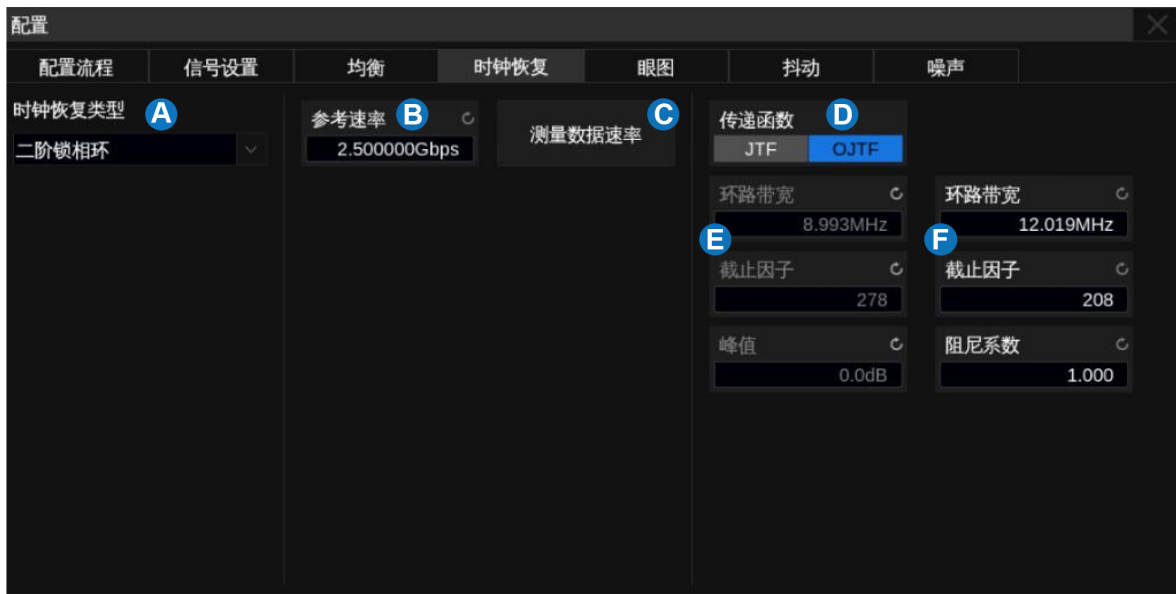 配置
配置流程 信号设置 均衡 时钟恢复 眼图 抖动 噪声
时钟恢复类型 A
二阶锁相环
参考速率 B
2.500000Gbps
测量数据速率 C
传递函数 D
JTF OJTF
环路带宽
8.993MHz
E
截止因子
278
峰值
0.0dB
环路带宽
12.019MHz
F
截止因子
208
阻尼系数
1.000